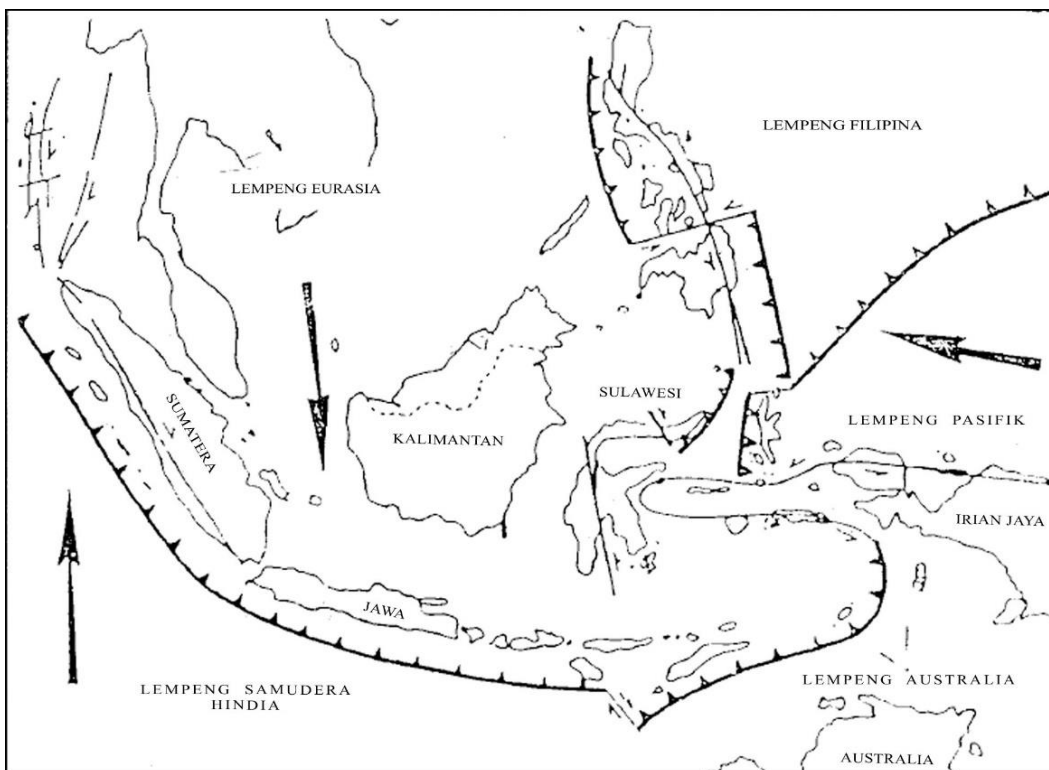 LEMPENG FILIPINA
LEMPENG EURASIA
SUMATERA
KALIMANTAN
SULAWESI
LEMPENG PASIFIK
IRIAN JAYA
JAWA
LEMPENG SAMUDERA
HINDIA
LEMPENG AUSTRALIA
AUSTRALIA